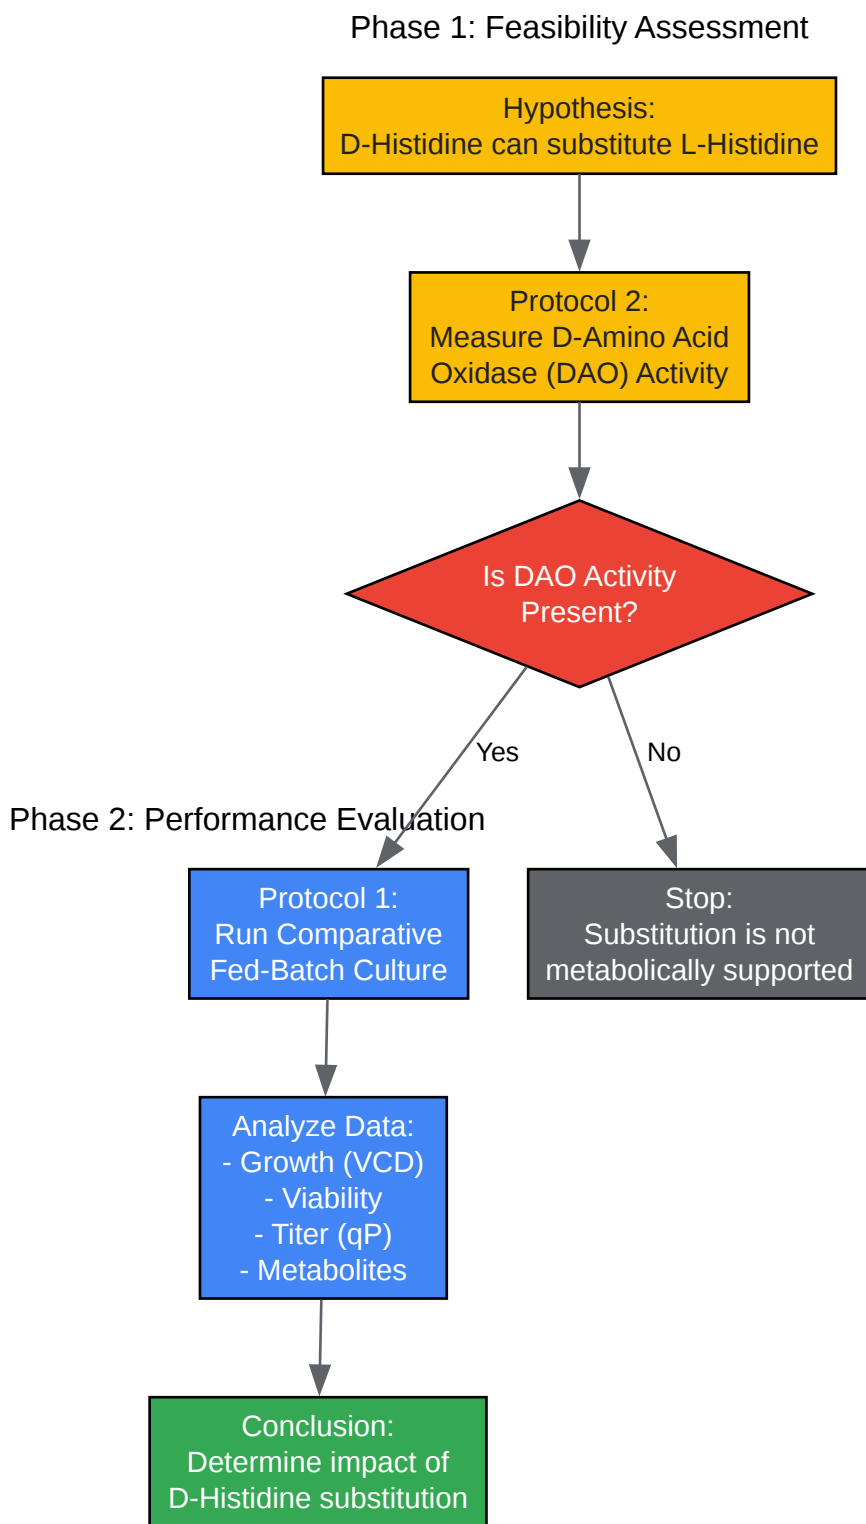 Phase 1: Feasibility Assessment
Hypothesis:
D-Histidine can substitute L-Histidine
Protocol 2:
Measure D-Amino Acid
Oxidase (DAO) Activity
Is DAO Activity
Present?
Yes
No
Phase 2: Performance Evaluation
Protocol 1:
Run Comparative
Fed-Batch Culture
Stop:
Substitution is not
metabolically supported
Analyze Data:
- Growth (VCD)
- Viability
- Titer (qP)
- Metabolites
Conclusion:
Determine impact of
D-Histidine substitution